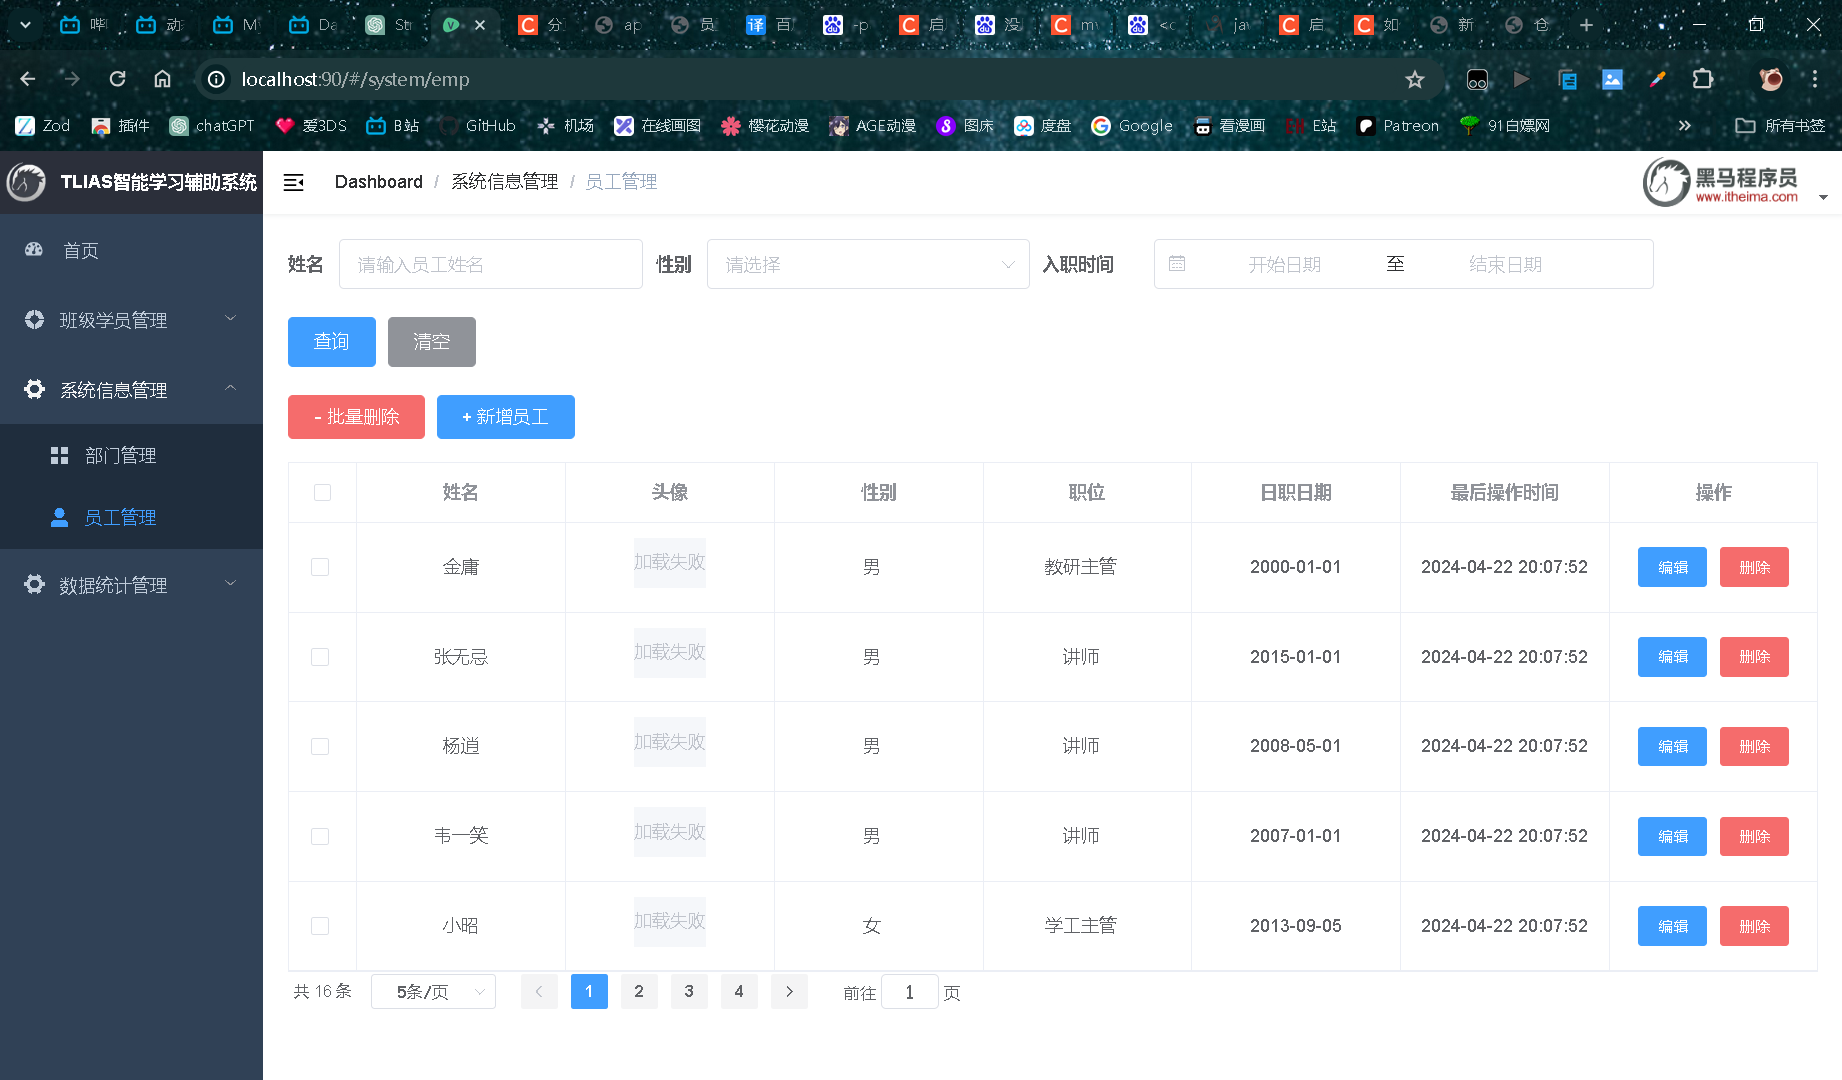 哔
动
M
Da
St
分
ap
员
译
百
-p
启
没
m
<c
ja
启
如
新
仓
localhost:90/#/system/emp
Zod
插件
chatGPT
爱3DS
B站
GitHub
机场
在线画图
樱花动漫
AGE动漫
图床
度盘
Google
看漫画
E站
Patreon
91白嫖网
所有书签
TLIAS智能学习辅助系统
Dashboard / 系统信息管理 / 员工管理
黑马程序员
www.itheima.com
首页
班级学员管理
系统信息管理
部门管理
员工管理
数据统计管理
姓名 请输入员工姓名 性别 请选择 入职时间 开始日期 至 结束日期
查询 清空
- 批量删除 + 新增员工
姓名 头像 性别 职位 日职日期 最后操作时间 操作
金庸 加载失败 男 教研主管 2000-01-01 2024-04-22 20:07:52 编辑 删除
张无忌 加载失败 男 讲师 2015-01-01 2024-04-22 20:07:52 编辑 删除
杨逍 加载失败 男 讲师 2008-05-01 2024-04-22 20:07:52 编辑 删除
韦一笑 加载失败 男 讲师 2007-01-01 2024-04-22 20:07:52 编辑 删除
小昭 加载失败 女 学工主管 2013-09-05 2024-04-22 20:07:52 编辑 删除
共 16 条 5条/页 1 2 3 4 前往 1 页